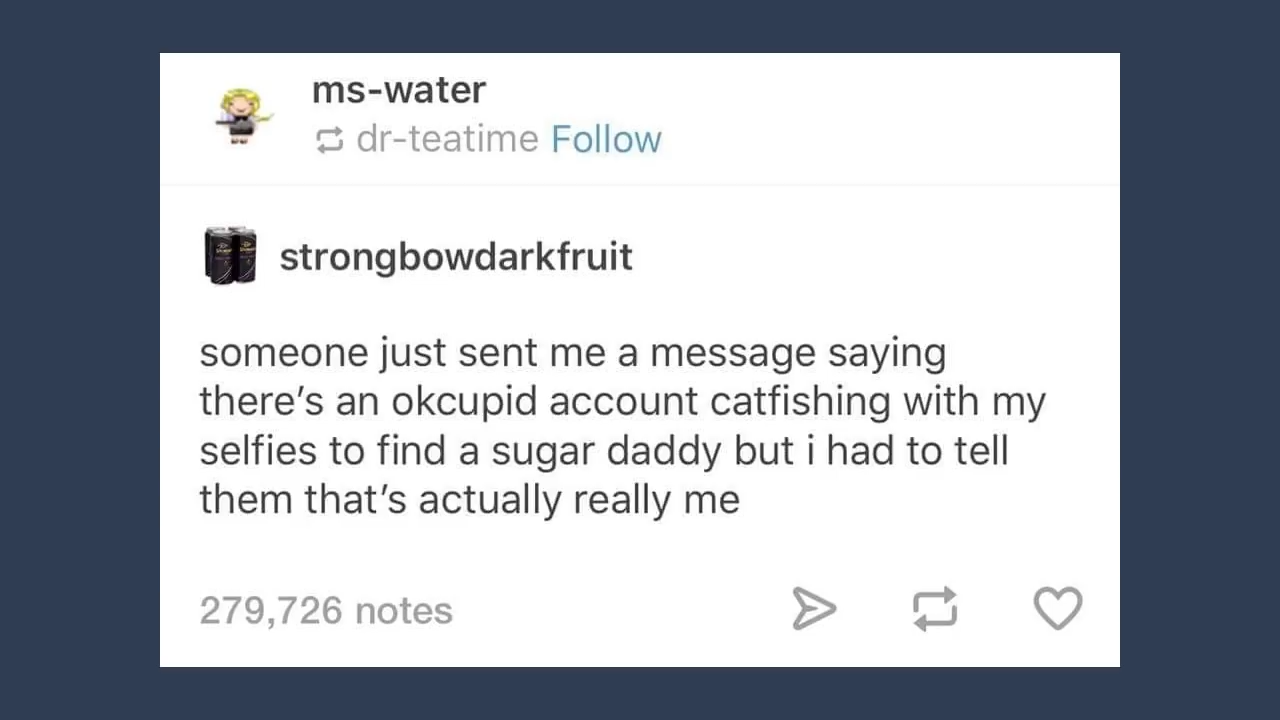 ms-water
dr-teatime Follow
strongbowdarkfruit
someone just sent me a message saying
there's an okcupid account catfishing with my
selfies to find a sugar daddy but i had to tell
them that's actually really me
279,726 notes